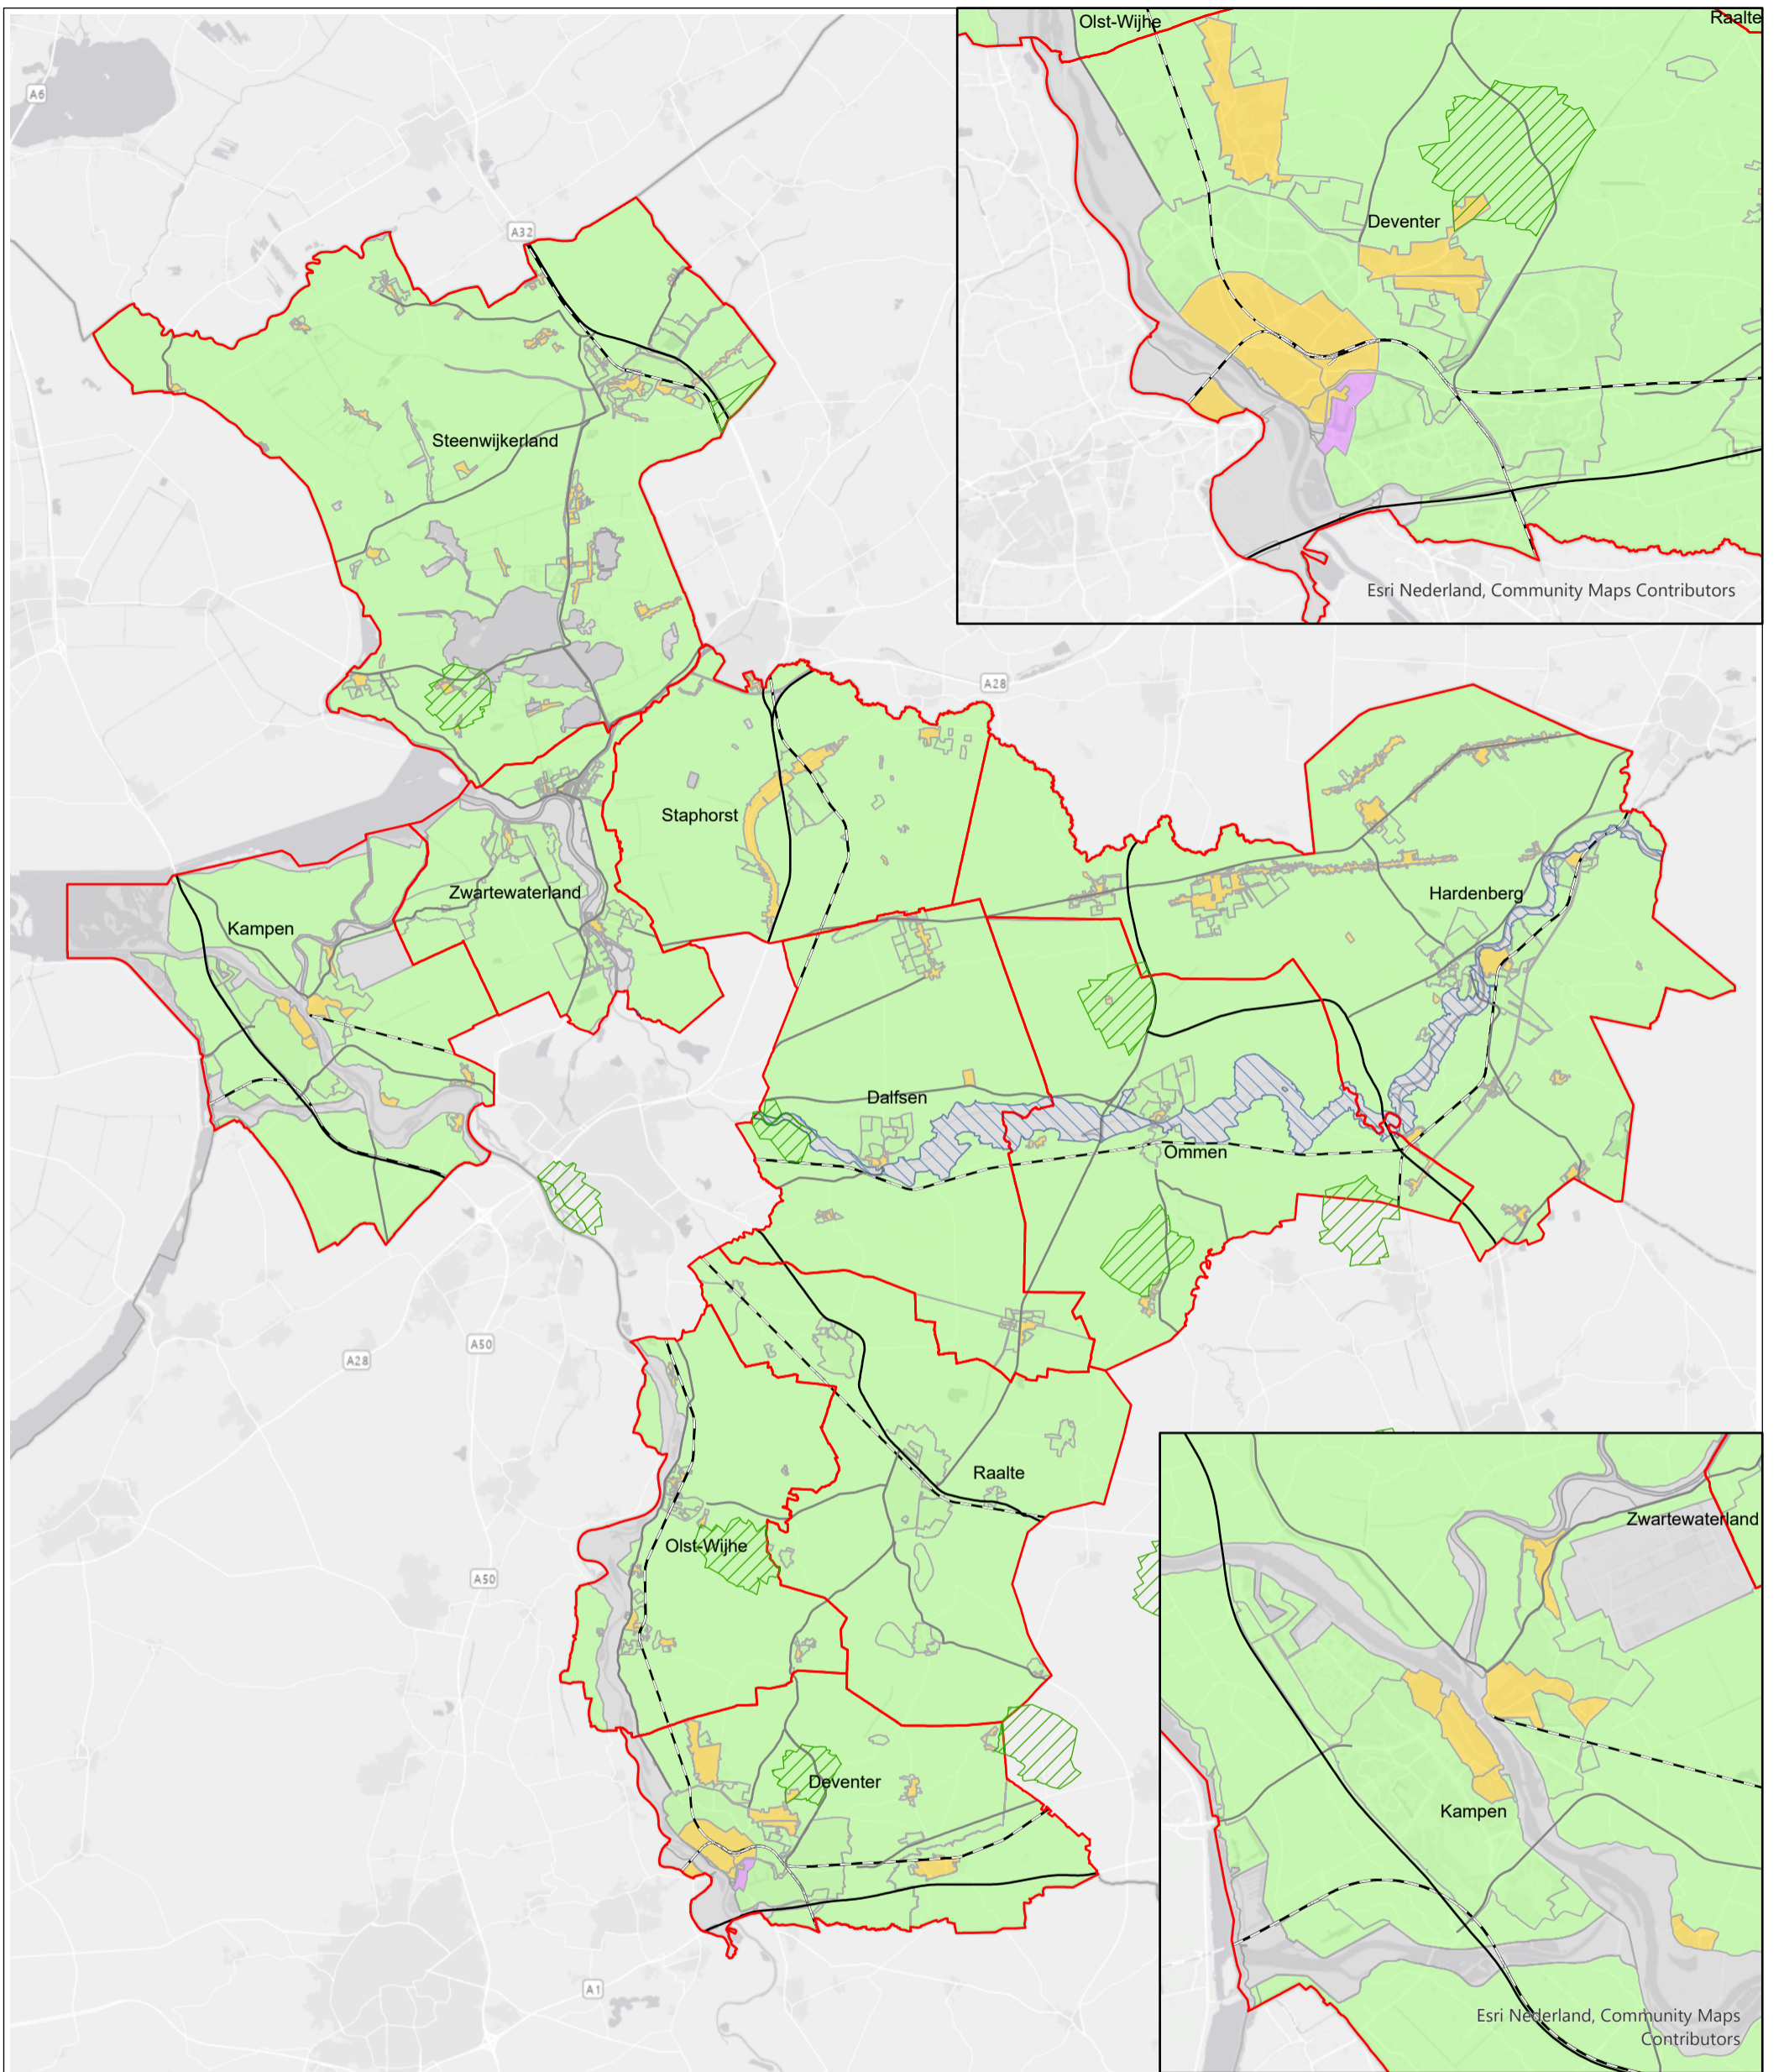 Olst-Wijhe
Raalte
A6
Deventer
A32
Steenwijkerland
Esri Nederland, Community Maps Contributors
A28
Staphorst
Zwartewaterland
Hardenberg
Kampen
Dalfsen
Ommen
A50
A28
Raalte
Zwartewaterland
Olst-Wijhe
A50
Deventer
Kampen
A1
Esri Nederland, Community Maps
Contributors